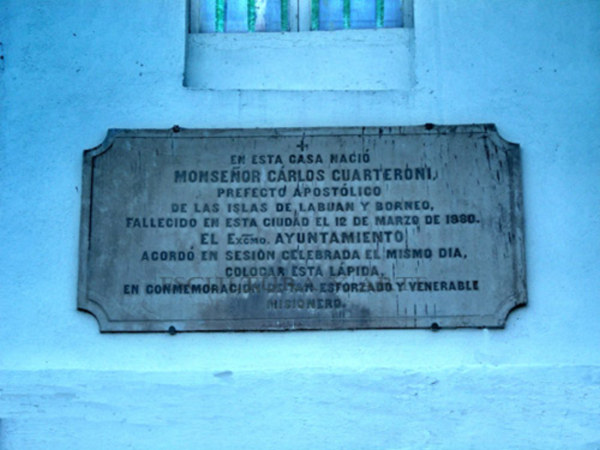 EN ESTA CASA NACIÓ
MONSEÑOR CÁRLOS CUARTERONI,
PREFECTO APOSTÓLICO
DE LAS ISLAS DE LABUAN Y BORNEO,
FALLECIDO EN ESTA CIUDAD EL 12 DE MARZO DE 1880.
EL EXCMO. AYUNTAMIENTO
ACORDÓ EN SESIÓN CELEBRADA EL MISMO DIA,
COLOCAR ESTA LÁPIDA,
EN CONMEMORACIÓN DE TAN ESFORZADO Y VENERABLE
MISIONERO.